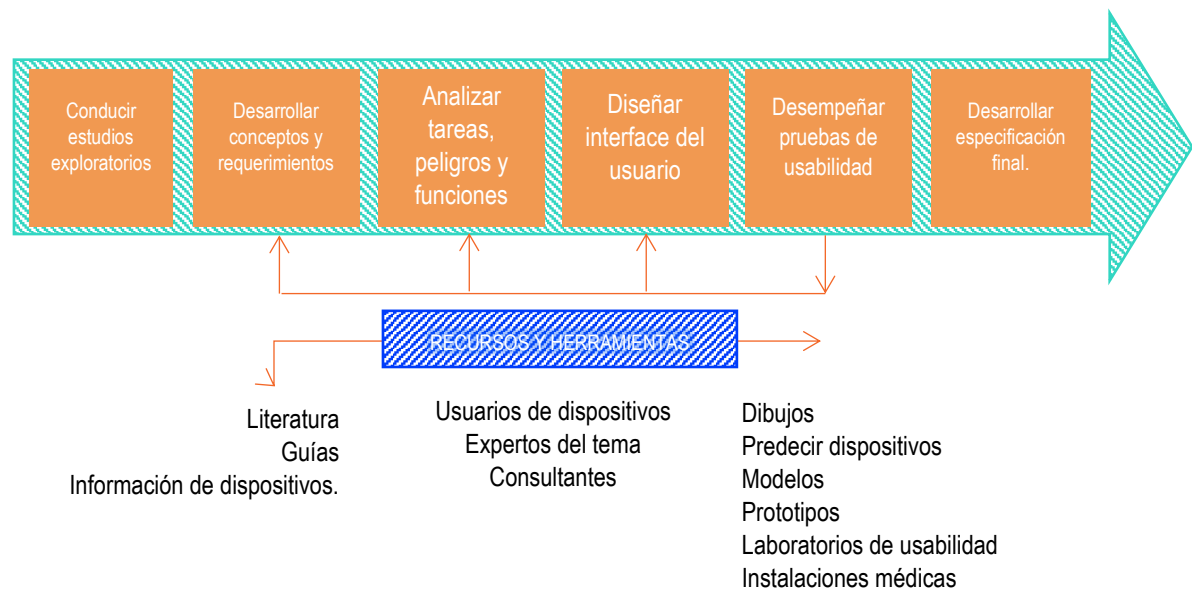 Conducir
estudios
exploratorios
Desarrollar
conceptos y
requerimientos
Analizar
tareas,
peligros y
funciones
Diseñar
interface del
usuario
Desempeñar
pruebas de
usabilidad
Desarrollar
especificación
final.
RECURSOS Y HERRAMIENTAS
Literatura
Guías
Información de dispositivos.
Usuarios de dispositivos
Expertos del tema
Consultantes
Dibujos
Predecir dispositivos
Modelos
Prototipos
Laboratorios de usabilidad
Instalaciones médicas